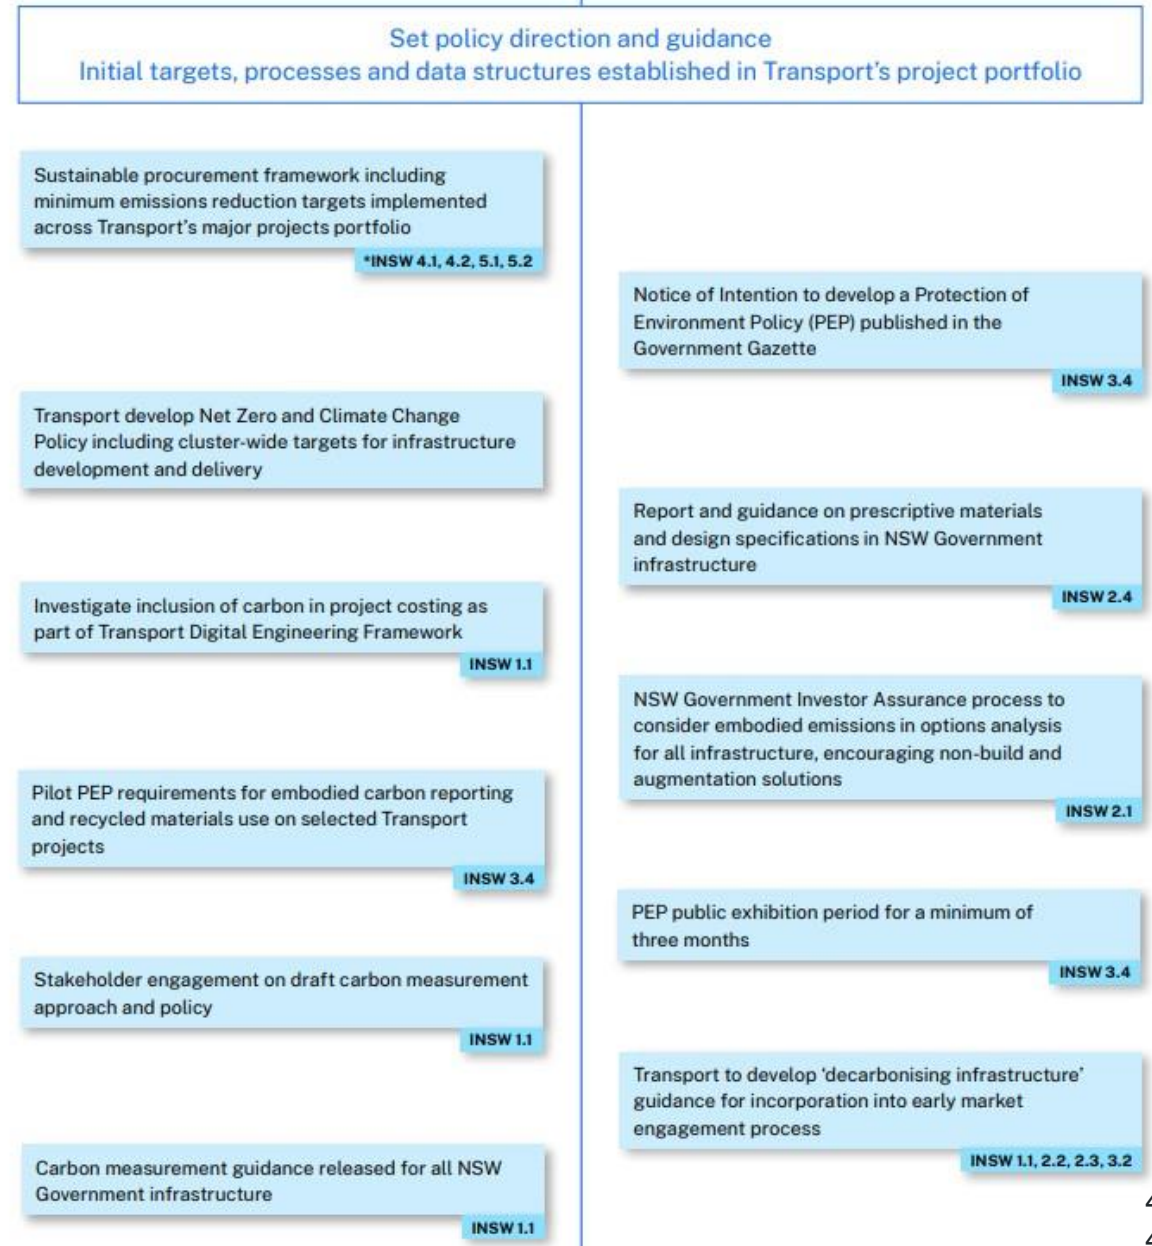 Set policy direction and guidance
Initial targets, processes and data structures established in Transport's project portfolio
Sustainable procurement framework including
minimum emissions reduction targets implemented
across Transport's major projects portfolio
*INSW 4.1, 4.2, 5.1, 5.2
Notice of Intention to develop a Protection of
Environment Policy (PEP) published in the
Government Gazette
INSW 3.4
Transport develop Net Zero and Climate Change
Policy including cluster-wide targets for infrastructure
development and delivery
Report and guidance on prescriptive materials
and design specifications in NSW Government
infrastructure
INSW 2.4
Investigate inclusion of carbon in project costing as
part of Transport Digital Engineering Framework
INSW 1.1
NSW Government Investor Assurance process to
consider embodied emissions in options analysis
for all infrastructure, encouraging non-build and
augmentation solutions
INSW 2.1
Pilot PEP requirements for embodied carbon reporting
and recycled materials use on selected Transport
projects
INSW 3.4
PEP public exhibition period for a minimum of
three months
INSW 3.4
Stakeholder engagement on draft carbon measurement
approach and policy
INSW 1.1
Transport to develop ‘decarbonising infrastructure’
guidance for incorporation into early market
engagement process
INSW 1.1, 2.2, 2.3, 3.2
Carbon measurement guidance released for all NSW
Government infrastructure
INSW 1.1